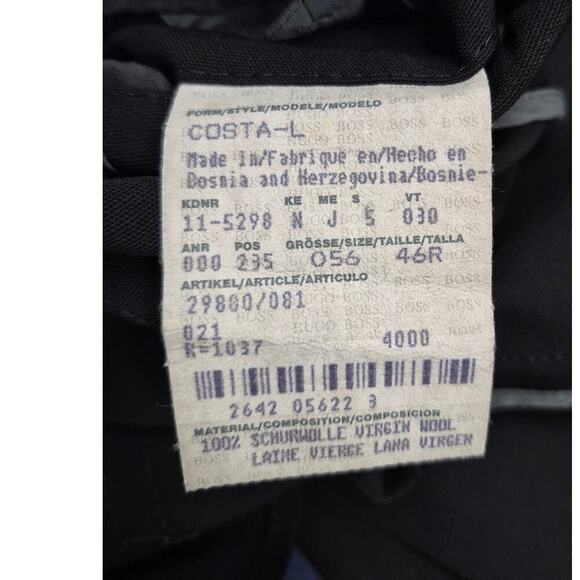 FORM/STYLE/MODELE/MODELO
COSTA-L
Made in/Fabrique en/Hecho en
Bosnia and Herzegovina/Bosnie-
KDNR KE ME S VT
11-5298 N J 5 030
ANR POS GRÖSSE/SIZE/TAILLE/TALLA
000 235 056 46R
ARTIKEL/ARTICLE/ARTICULO
29800/081
021
R=1037 4000
2642 05622 3
MATERIAL/COMPOSITION/COMPOSICION
100% SCHURWOLLE VIRGIN WOOL
LAINE VIERGE LANA VIRGEN